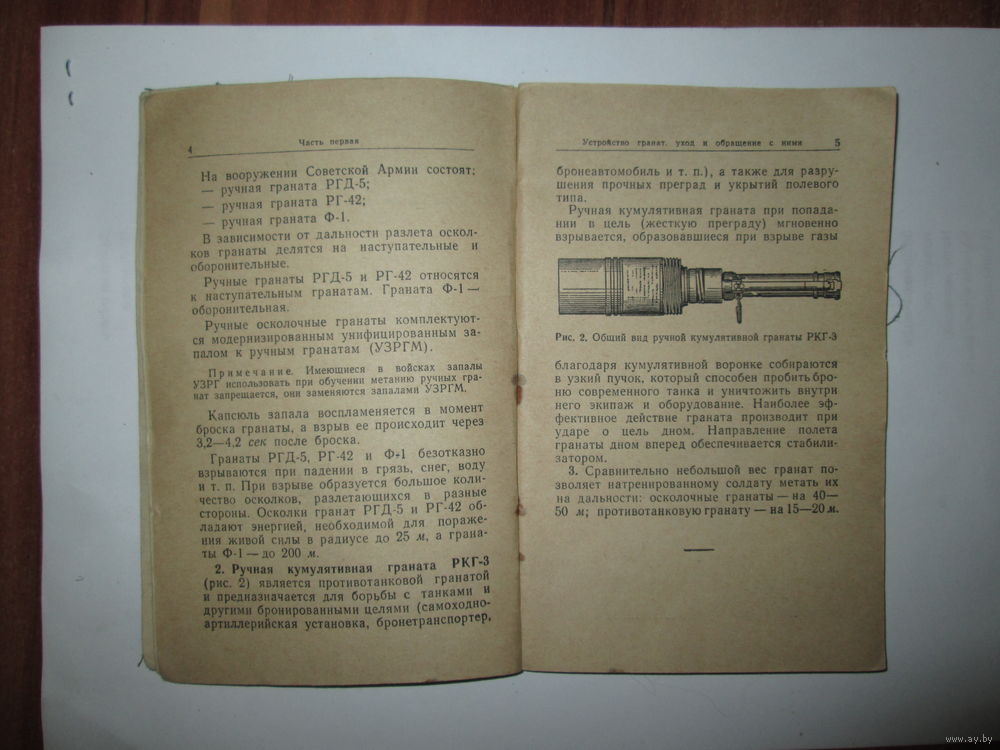 4
Часть первая
На вооружении Советской Армии состоят:
— ручная граната РГД-5;
— ручная граната РГ-42;
— ручная граната Ф-1.
В зависимости от дальности разлета оскол-
ков гранаты делятся на наступательные и
оборонительные.
Ручные гранаты РГД-5 и РГ-42 относятся
к наступательным гранатам. Граната Ф-1 —
оборонительная.
Ручные осколочные гранаты комплектуют-
ся модернизированным унифицированным за-
палом к ручным гранатам (УЗРГМ).
Примечание. Имеющиеся в войсках запалы
УЗРГ использовать при обучении метанию ручных гра-
нат запрещается, они заменяются запалами УЗРГМ.
Капсюль запала воспламеняется в момент
броска гранаты, а взрыв ее происходит через
3,2—4,2 сек после броска.
Гранаты РГД-5, РГ-42 и Ф-1 безотказно
взрываются при падении в грязь, снег, воду
и т. п. При взрыве образуется большое коли-
чество осколков, разлетающихся в разные
стороны. Осколки гранат РГД-5 и РГ-42 об-
ладают энергией, необходимой для пораже-
ния живой силы в радиусе до 25 м, а грана-
ты Ф-1 — до 200 м.
2. Ручная кумулятивная граната РКГ-3
(рис. 2) является противотанковой гранатой
и предназначается для борьбы с танками и
другими бронированными целями (самоходно-
артиллерийская установка, бронетранспортер,
Устройство гранат, уход и обращение с ними
5
бронеавтомобиль и т. п.), а также для разру-
шения прочных преград и укрытий полевого
типа.
Ручная кумулятивная граната при попада-
нии в цель (жесткую преграду) мгновенно
взрывается, образовавшиеся при взрыве газы
Рис. 2. Общий вид ручной кумулятивной гранаты РКГ-3
благодаря кумулятивной воронке собираются
в узкий пучок, который способен пробить бро-
ню современного танка и уничтожить внутри
него экипаж и оборудование. Наиболее эф-
фективное действие граната производит при
ударе о цель дном. Направление полета
гранаты дном вперед обеспечивается стабили-
затором.
3. Сравнительно небольшой вес гранат по-
зволяет натренированному солдату метать их
на дальности: осколочные гранаты — на 40—
50 м; противотанковую гранату — на 15—20 м.
www.ay.by